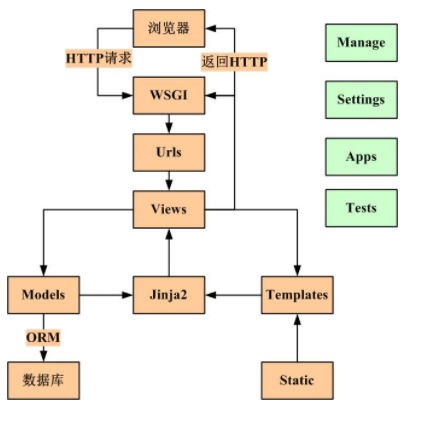 浏览器
Manage
HTTP请求
返回HTTP
WSGI
Settings
Urls
Apps
Views
Tests
Models
Jinja2
Templates
ORM
数据库
Static